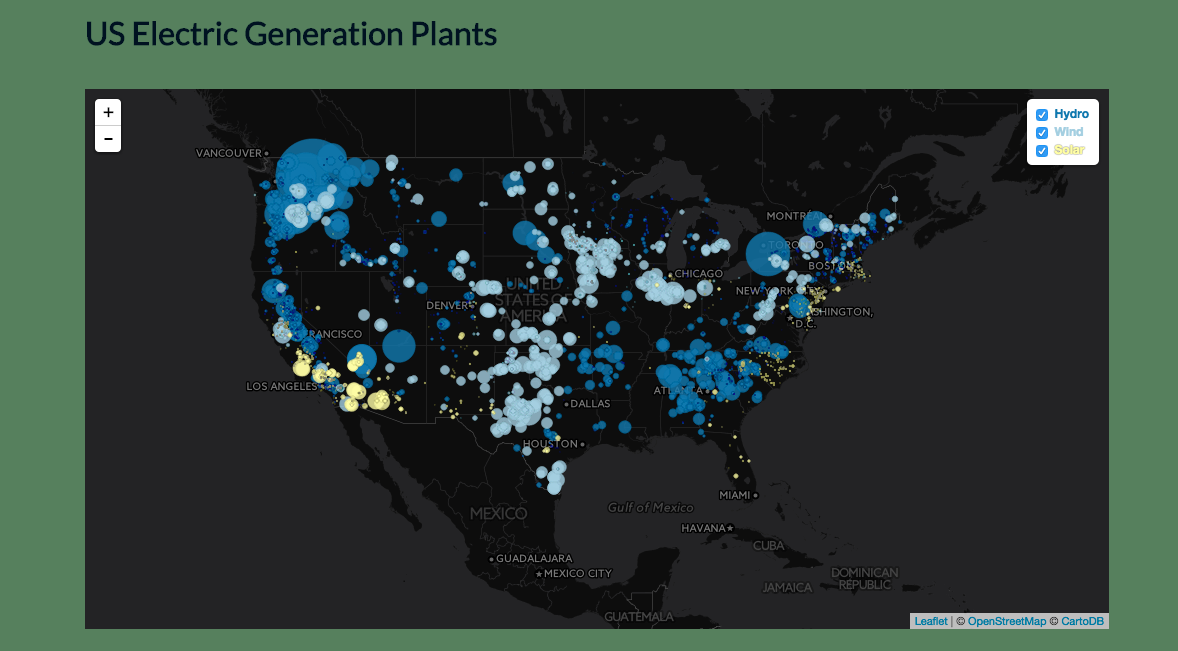 US Electric Generation Plants
+
−
Hydro
Wind
Solar
VANCOUVER
MONTRÉAL
TORONTO
BOSTON
CHICAGO
NEW YORK CITY
UNITED
STATES OF
AMERICA
DENVER
WASHINGTON,
D.C.
FRANCISCO
LOS ANGELES
ATLANTA
DALLAS
HOUSTON
MIAMI
Gulf of Mexico
MEXICO
HAVANA
CUBA
GUADALAJARA
MEXICO CITY
JAMAICA
DOMINICAN
REPUBLIC
GUATEMALA
Leaflet | © OpenStreetMap © CartoDB